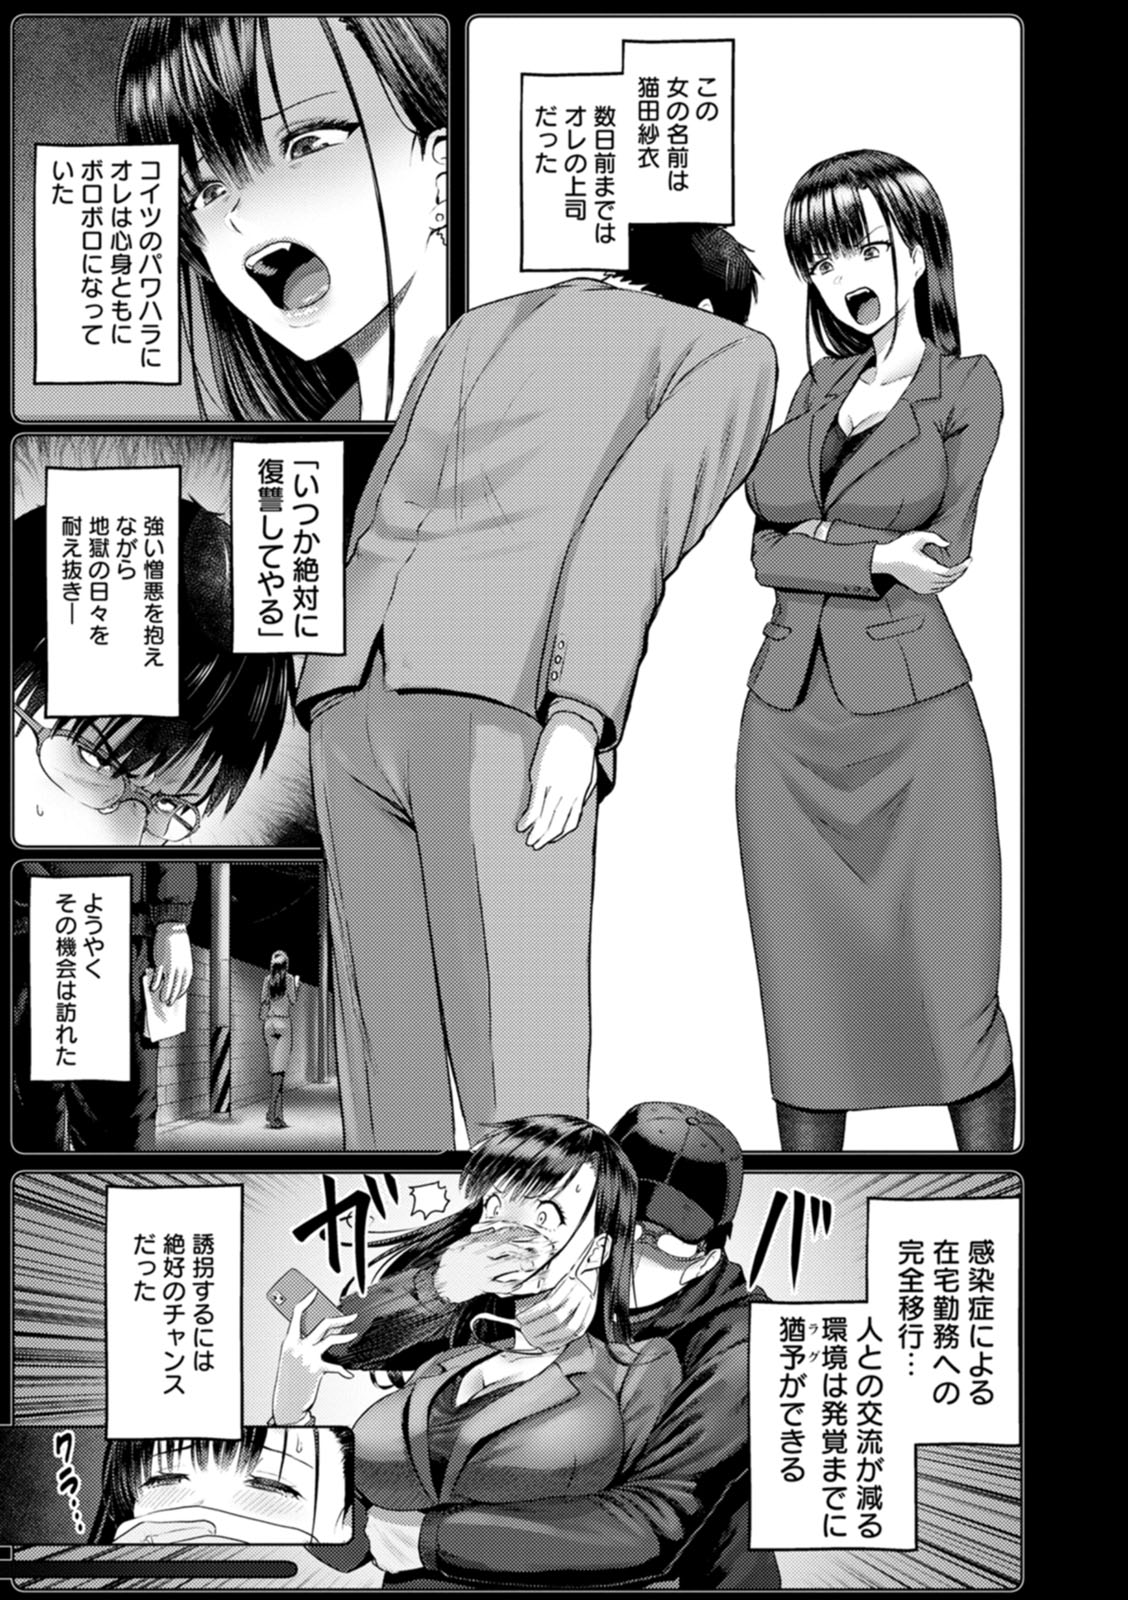 この
女の名前は
猫田紗衣
数日前までは
オレの上司
だった
コイツのパワハラに
オレは心身ともに
ボロボロになって
いた
「いつか絶対に
復讐してやる」
強い憎悪を抱え
ながら
地獄の日々を
耐え抜き―
ようやく
その機会は訪れた
感染症による
在宅勤務への
完全移行…
人との交流が減る
環境は発覚までに
ラグ
猶予ができる
バ
ガ
誘拐するには
絶好のチャンス
だった
クラ…